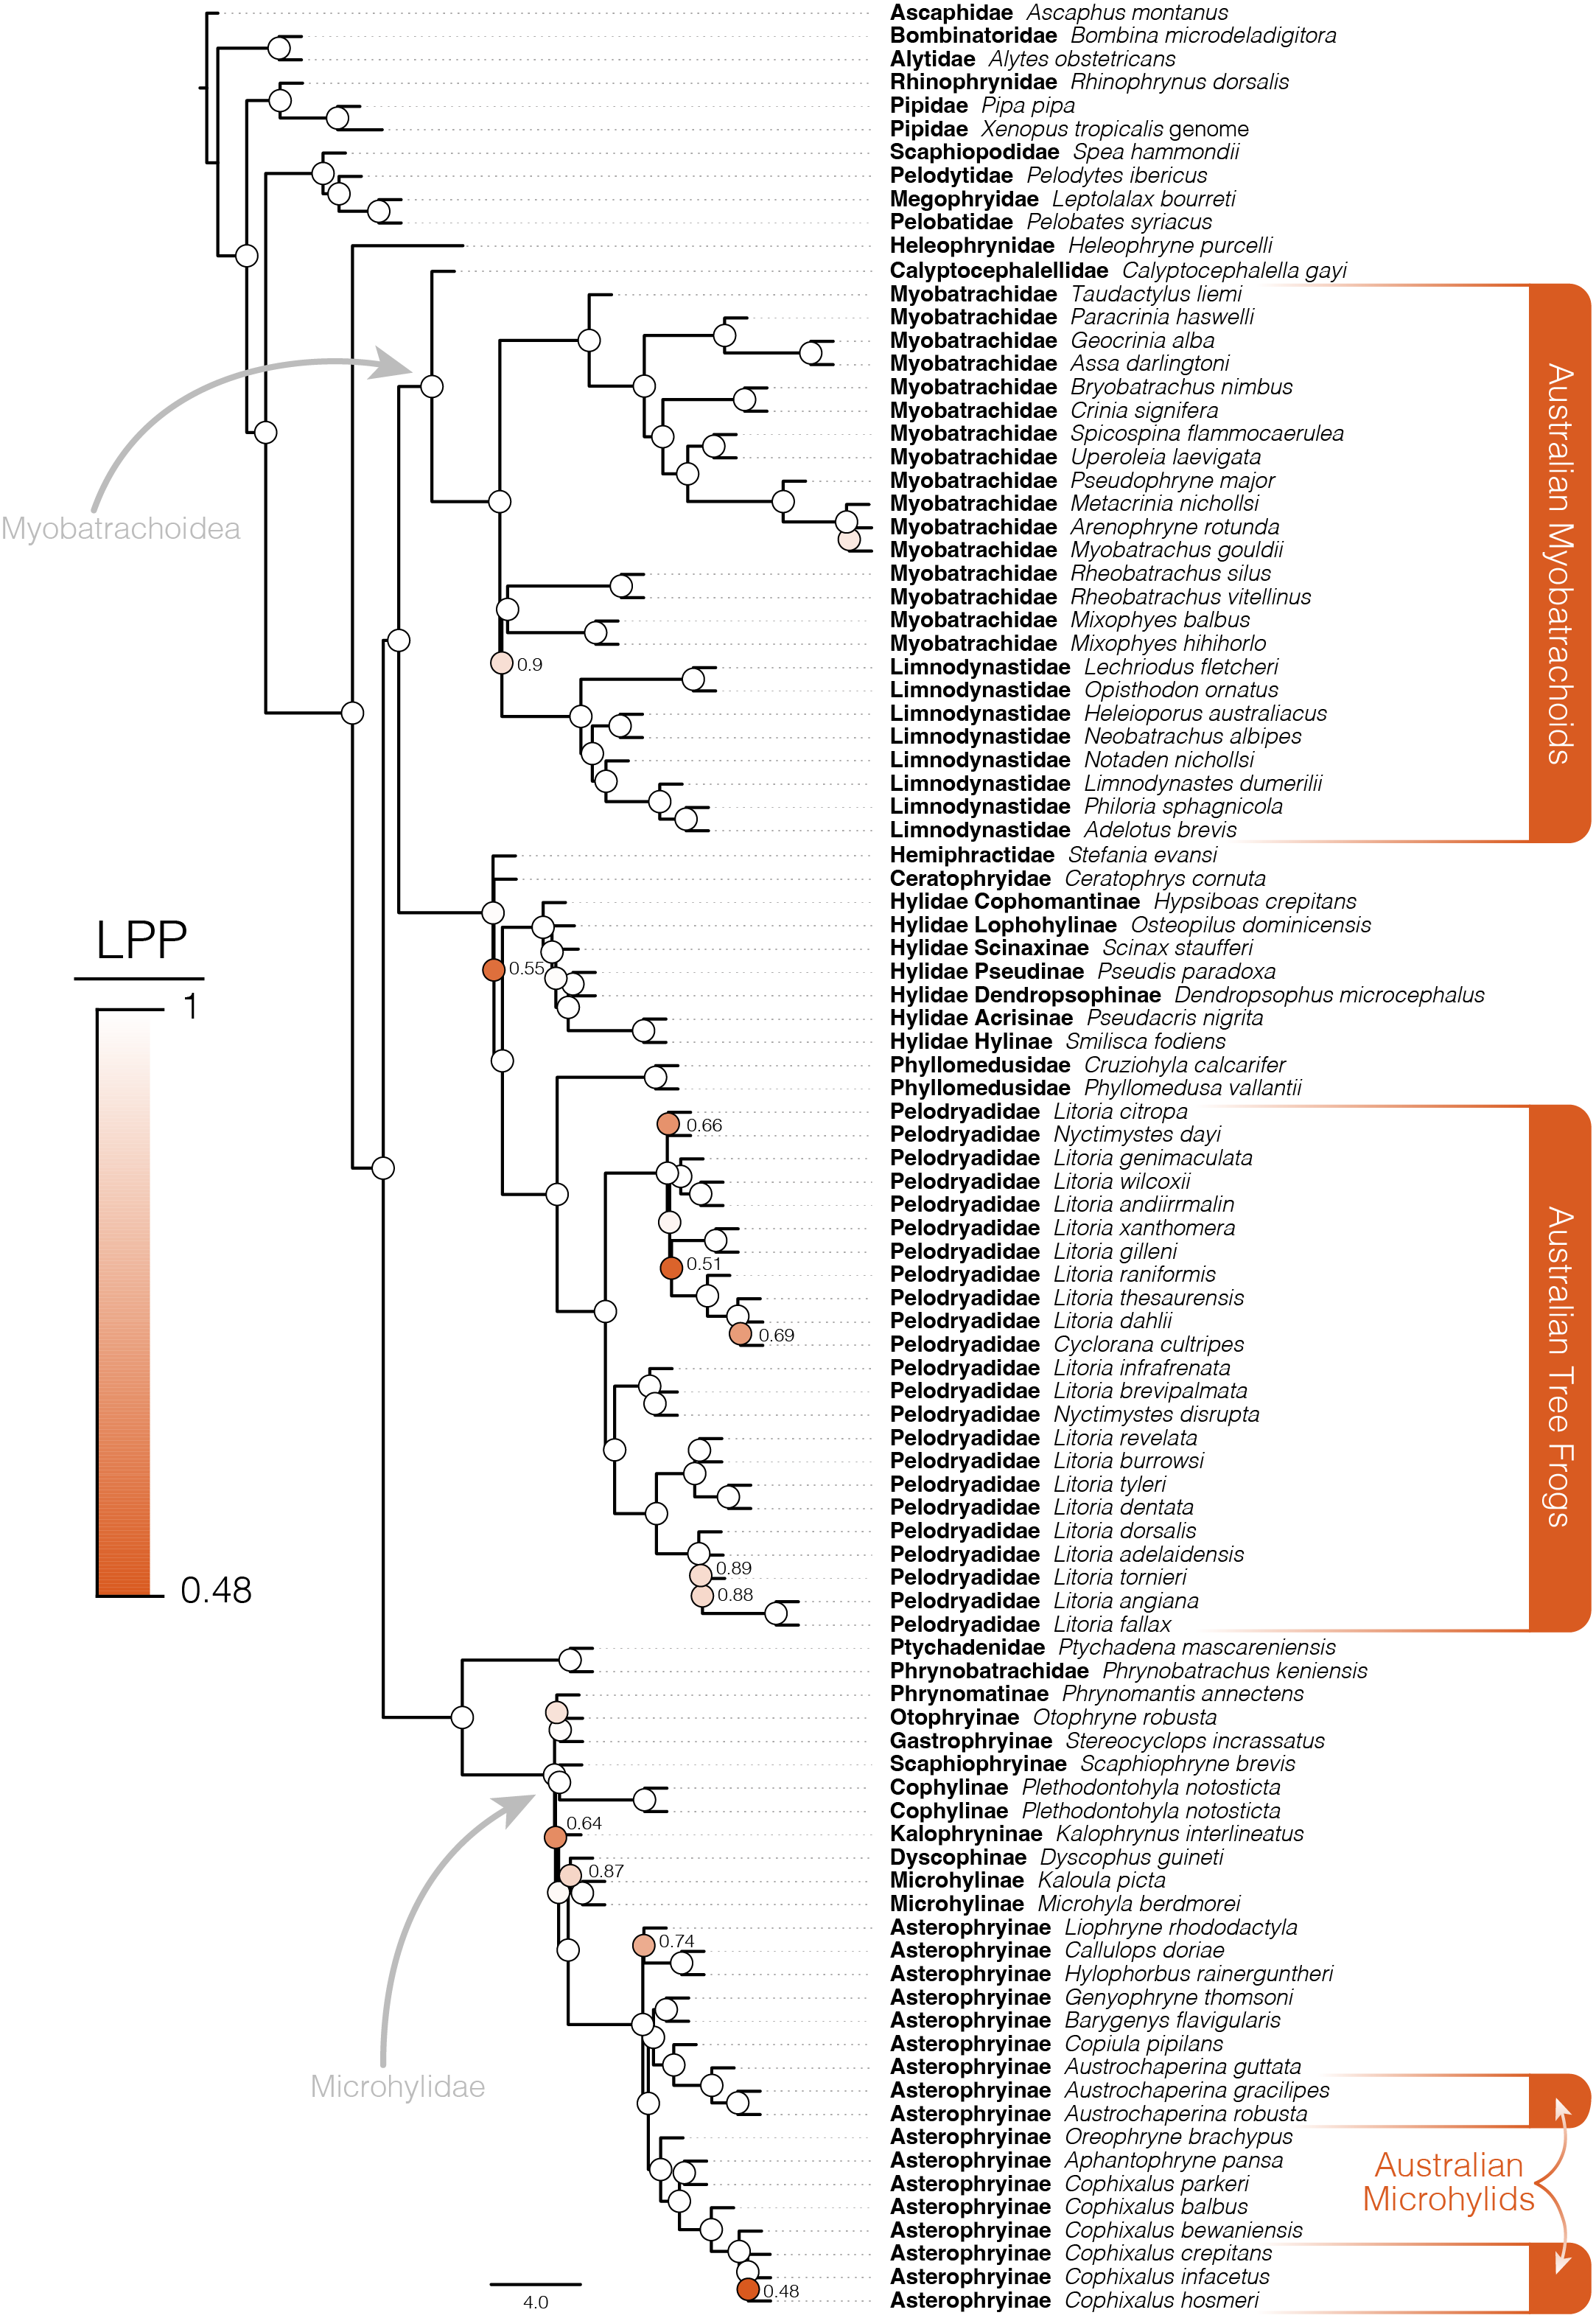 Ascaphidae Ascaphus montanus
Bombinatoridae Bombina microdeladigitora
Alytidae Alytes obstetricans
Rhinophrynidae Rhinophrynus dorsalis
Pipidae Pipa pipa
Pipidae Xenopus tropicalis genome
Scaphiopodidae Spea hammondii
Pelodytidae Pelodytes ibericus
Megophryidae Leptolalax bourreti
Pelobatidae Pelobates syriacus
Heleophrynidae Heleophryne purcelli
Calyptocephalellidae Calyptocephalella gayi
Myobatrachidae Taudactylus liemi
Myobatrachidae Paracrinia haswelli
Myobatrachidae Geocrinia alba
Myobatrachidae Assa darlingtoni
Myobatrachidae Bryobatrachus nimbus
Myobatrachidae Crinia signifera
Myobatrachidae Spicospina flammocaerulea
Myobatrachidae Uperoleia laevigata
Myobatrachidae Pseudophryne major
Myobatrachidae Metacrinia nichollsi
Myobatrachidae Arenophryne rotunda
Myobatrachidae Myobatrachus gouldii
Myobatrachidae Rheobatrachus silus
Myobatrachidae Rheobatrachus vitellinus
Myobatrachidae Mixophyes balbus
Myobatrachidae Mixophyes hihihorlo
Limnodynastidae Lechriodus fletcheri
Limnodynastidae Opisthodon ornatus
Limnodynastidae Heleioporus australiacus
Limnodynastidae Neobatrachus albipes
Limnodynastidae Notaden nichollsi
Limnodynastidae Limnodynastes dumerilii
Limnodynastidae Philoria sphagnicola
Limnodynastidae Adelotus brevis
Hemiphractidae Stefania evansi
Ceratophryidae Ceratophrys cornuta
Hylidae Cophomantinae Hypsiboas crepitans
Hylidae Lophohylinae Osteopilus dominicensis
Hylidae Scinaxinae Scinax staufferi
Hylidae Pseudinae Pseudis paradoxa
Hylidae Dendropsophinae Dendropsophus microcephalus
Hylidae Acrisinae Pseudacris nigrita
Hylidae Hylinae Smilisca fodiens
Phyllomedusidae Cruziohyla calcarifer
Phyllomedusidae Phyllomedusa vallantii
Pelodryadidae Litoria citropa
Pelodryadidae Nyctimystes dayi
Pelodryadidae Litoria genimaculata
Pelodryadidae Litoria wilcoxii
Pelodryadidae Litoria andiirrmalin
Pelodryadidae Litoria xanthomera
Pelodryadidae Litoria gilleni
Pelodryadidae Litoria raniformis
Pelodryadidae Litoria thesaurensis
Pelodryadidae Litoria dahlii
Pelodryadidae Cyclorana cultripes
Pelodryadidae Litoria infrafrenata
Pelodryadidae Litoria brevipalmata
Pelodryadidae Nyctimystes disrupta
Pelodryadidae Litoria revelata
Pelodryadidae Litoria burrowsi
Pelodryadidae Litoria tyleri
Pelodryadidae Litoria dentata
Pelodryadidae Litoria dorsalis
Pelodryadidae Litoria adelaidensis
Pelodryadidae Litoria tornieri
Pelodryadidae Litoria angiana
Pelodryadidae Litoria fallax
Ptychadenidae Ptychadena mascareniensis
Phrynobatrachidae Phrynobatrachus keniensis
Phrynomatinae Phrynomantis annectens
Otophryinae Otophryne robusta
Gastrophryinae Stereocyclops incrassatus
Scaphiophryinae Scaphiophryne brevis
Cophylinae Plethodontohyla notosticta
Cophylinae Plethodontohyla notosticta
Kalophryninae Kalophrynus interlineatus
Dyscophinae Dyscophus guineti
Microhylinae Kaloula picta
Microhylinae Microhyla berdmorei
Asterophryinae Liophryne rhododactyla
Asterophryinae Callulops doriae
Asterophryinae Hylophorbus rainerguntheri
Asterophryinae Genyophryne thomsoni
Asterophryinae Barygenys flavigularis
Asterophryinae Copiula pipilans
Asterophryinae Austrochaperina guttata
Asterophryinae Austrochaperina gracilipes
Asterophryinae Austrochaperina robusta
Asterophryinae Oreophryne brachypus
Asterophryinae Aphantophryne pansa
Asterophryinae Cophixalus parkeri
Asterophryinae Cophixalus balbus
Asterophryinae Cophixalus bewaniensis
Asterophryinae Cophixalus crepitans
Asterophryinae Cophixalus infacetus
Asterophryinae Cophixalus hosmeri
Australian Myobatrachoids
Australian Tree Frogs
Australian
Microhylids
Myobatrachoidea
Microhylidae
LPP
1
0.48
0.9
0.55
0.66
0.51
0.69
0.89
0.88
0.64
0.87
0.74
0.48
4.0